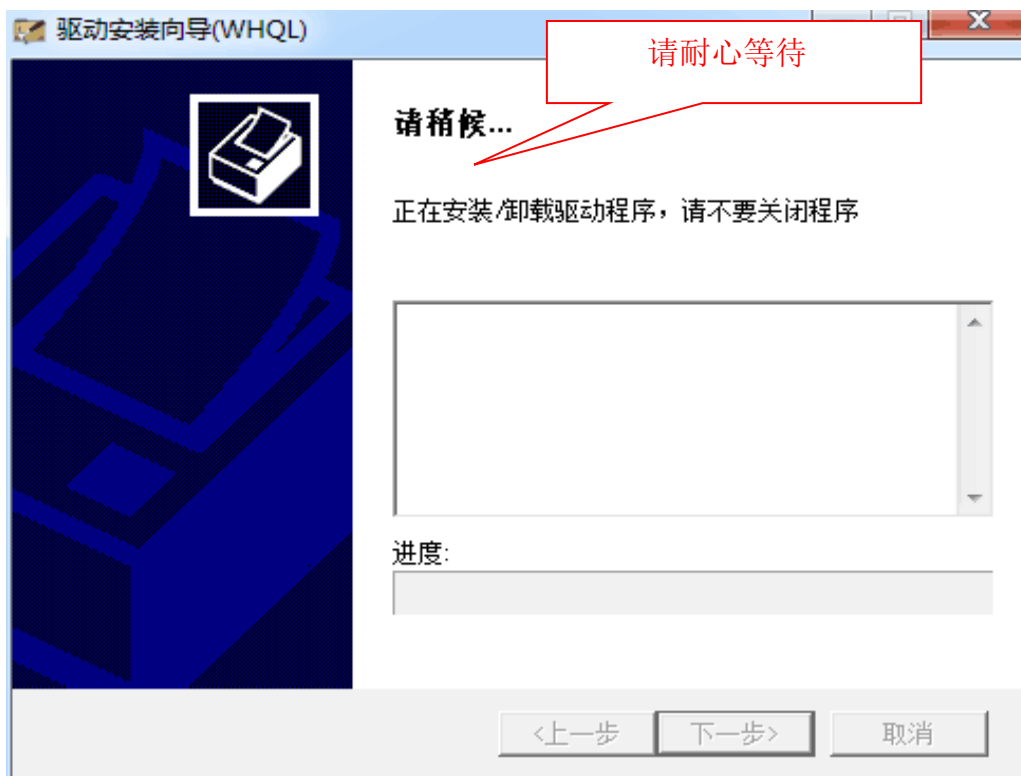 驱动安装向导(WHQL)
请耐心等待
请稍候...
正在安装/卸载驱动程序，请不要关闭程序
进度:
<上一步
下一步>
取消